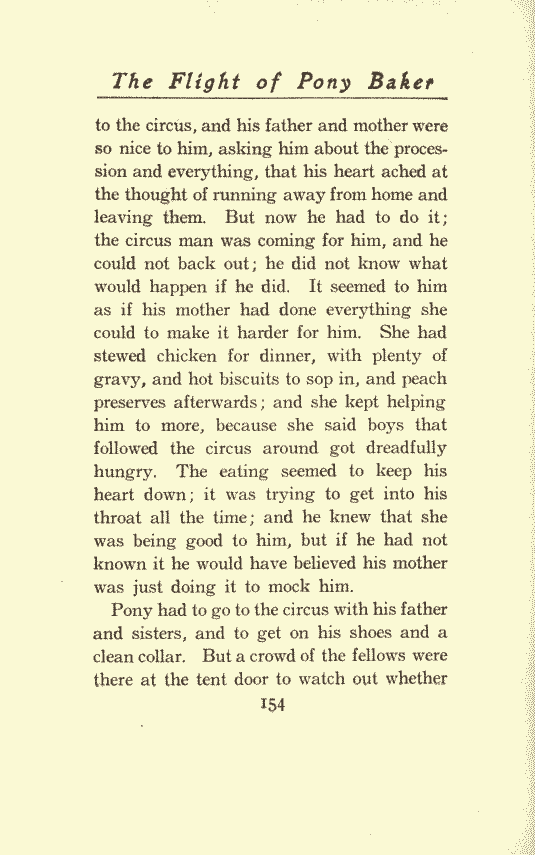 The Flight of Pony Baker
to the circus, and his father and mother were
so nice to him, asking him about the proces-
sion and everything, that his heart ached at
the thought of running away from home and
leaving them. But now he had to do it;
the circus man was coming for him, and he
could not back out; he did not know what
would happen if he did. It seemed to him
as if his mother had done everything she
could to make it harder for him. She had
stewed chicken for dinner, with plenty of
gravy, and hot biscuits to sop in, and peach
preserves afterwards; and she kept helping
him to more, because she said boys that
followed the circus around got dreadfully
hungry. The eating seemed to keep his
heart down; it was trying to get into his
throat all the time; and he knew that she
was being good to him, but if he had not
known it he would have believed his mother
was just doing it to mock him.
Pony had to go to the circus with his father
and sisters, and to get on his shoes and a
clean collar. But a crowd of the fellows were
there at the tent door to watch out whether
154